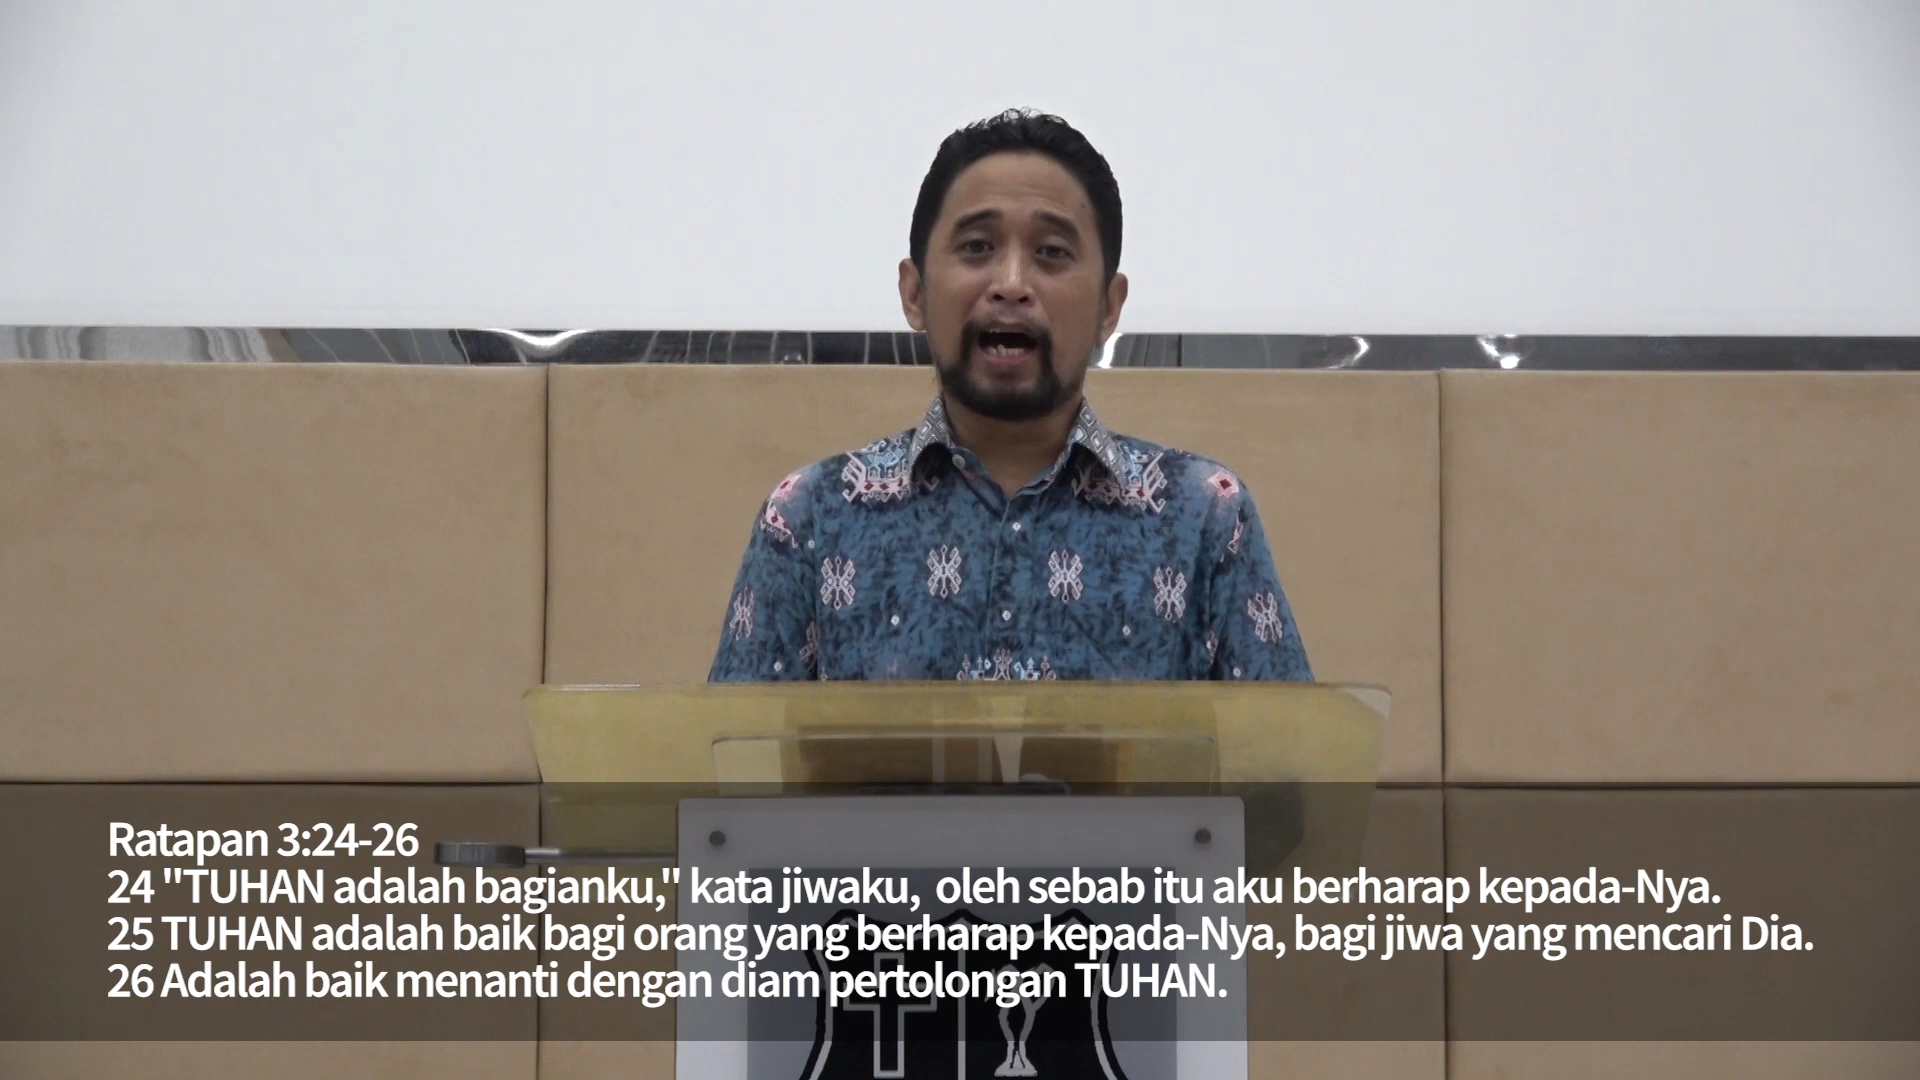 Ratapan 3:24-26
24 "TUHAN adalah bagianku," kata jiwaku,  oleh sebab itu aku berharap kepada-Nya.
25 TUHAN adalah baik bagi orang yang berharap kepada-Nya, bagi jiwa yang mencari Dia.
26 Adalah baik menanti dengan diam pertolongan TUHAN.